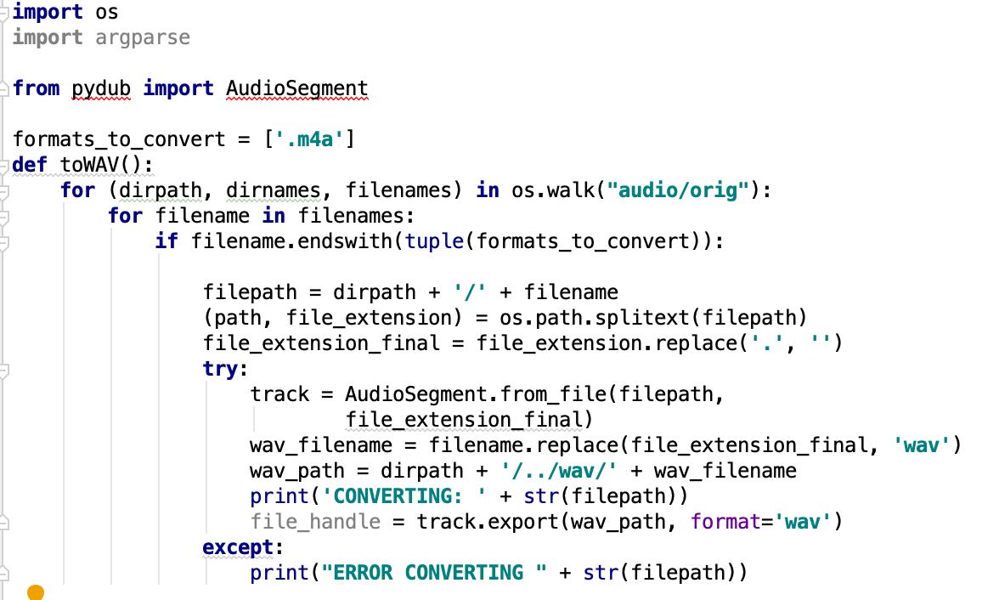 import os
import argparse
from pydub import AudioSegment
formats_to_convert = ['.m4a']
def toWAV():
    for (dirpath, dirnames, filenames) in os.walk("audio/orig"):
        for filename in filenames:
            if filename.endswith(tuple(formats_to_convert)):
                filepath = dirpath + '/' + filename
                (path, file_extension) = os.path.splitext(filepath)
                file_extension_final = file_extension.replace('.', '')
                try:
                    track = AudioSegment.from_file(filepath,
                            file_extension_final)
                    wav_filename = filename.replace(file_extension_final, 'wav')
                    wav_path = dirpath + '/../wav/' + wav_filename
                    print('CONVERTING: ' + str(filepath))
                    file_handle = track.export(wav_path, format='wav')
                except:
                    print("ERROR CONVERTING " + str(filepath))